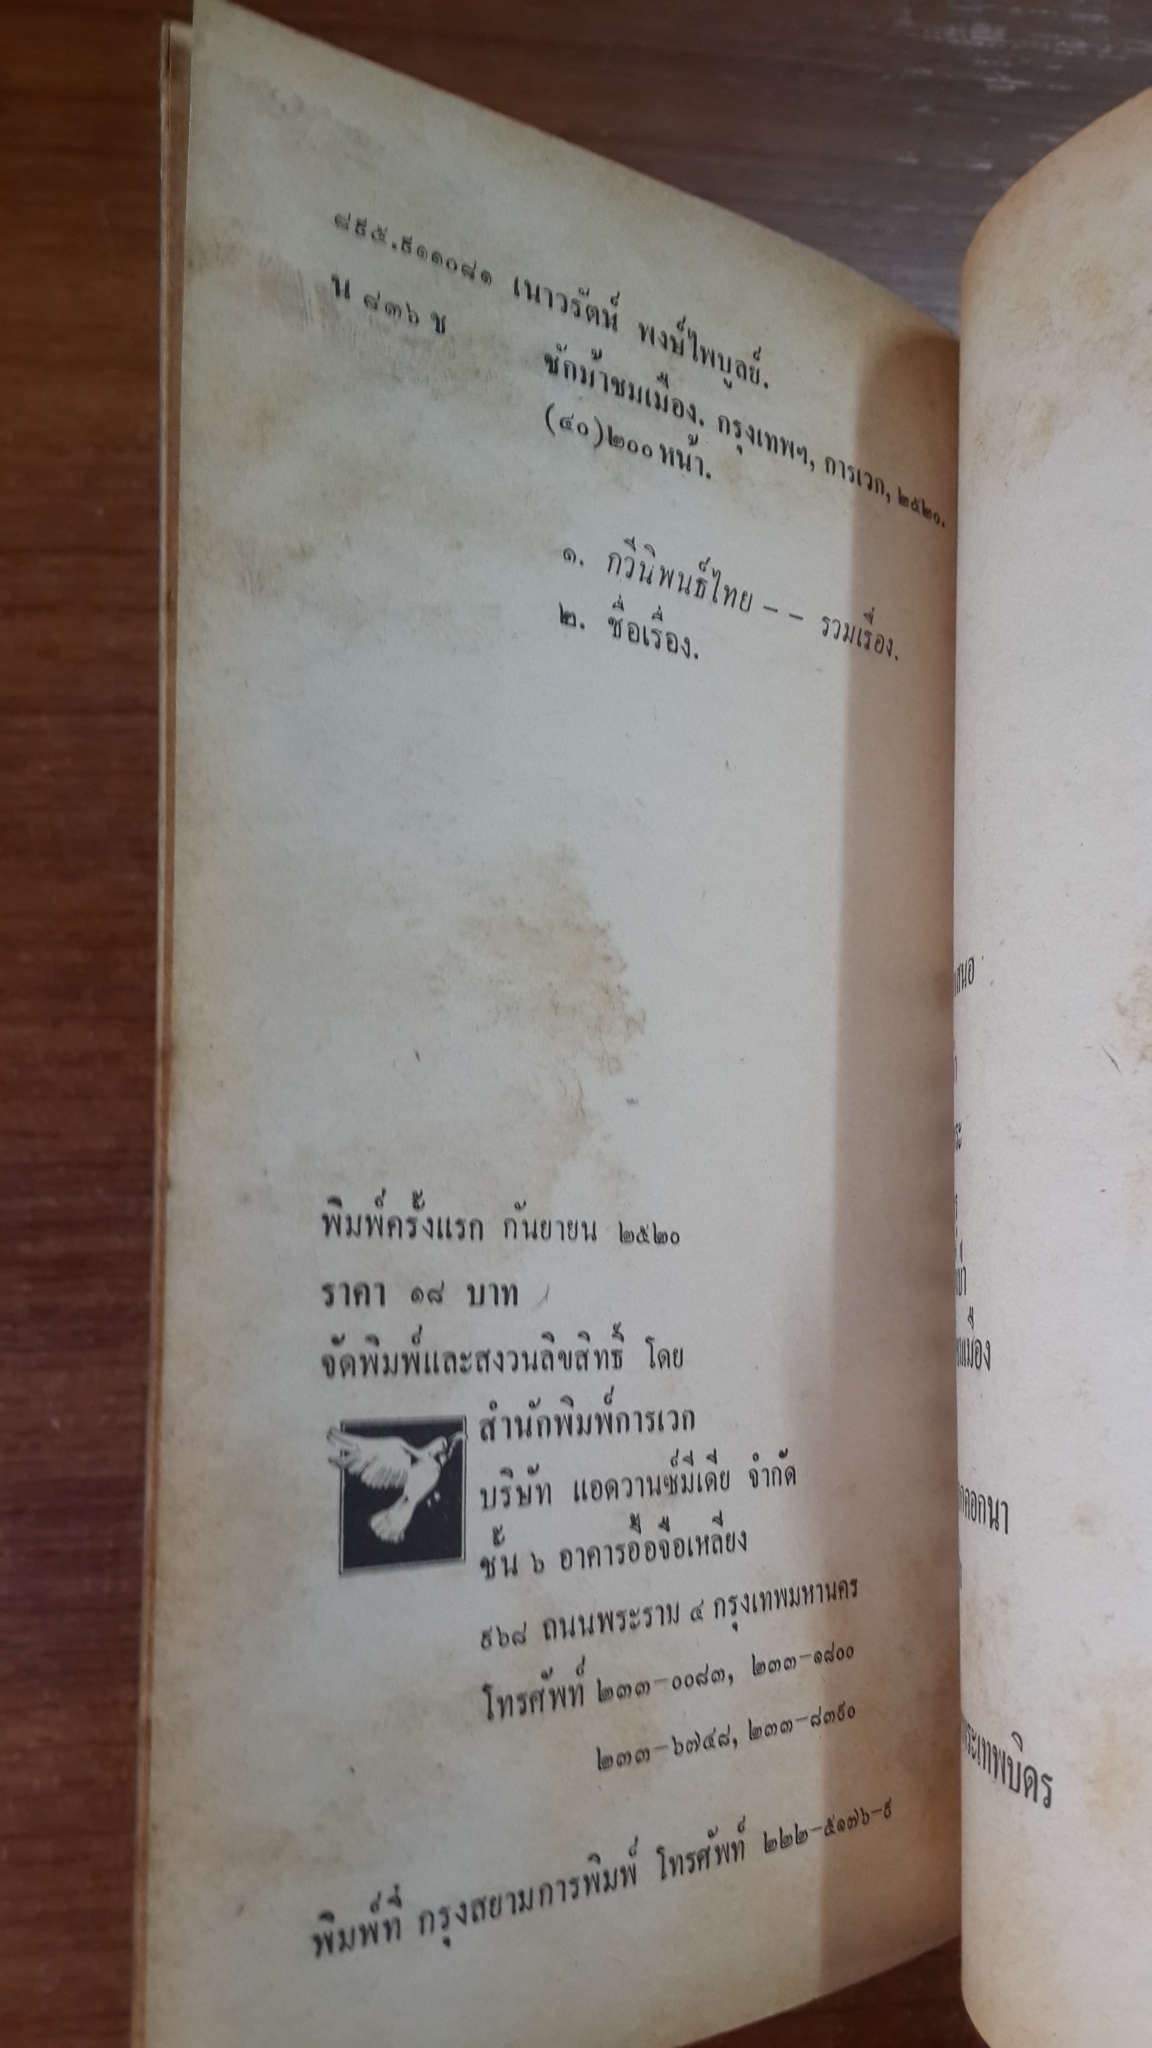 ๘๙๕.๙๑๑๐๘๑ เนาวรัตน์ พงษ์ไพบูลย์.
น ๘๓๖ ช
ชักม้าชมเมือง. กรุงเทพฯ, การเวก, ๒๕๒๐.
(๔๐)๒๐๐ หน้า.
๑. กวีนิพนธ์ไทย -- รวมเรื่อง.
๒. ชื่อเรื่อง.
พิมพ์ครั้งแรก กันยายน ๒๕๒๐
ราคา ๑๘ บาท
จัดพิมพ์และสงวนลิขสิทธิ์ โดย
สำนักพิมพ์การเวก
บริษัท แอดวานซ์มีเดีย จำกัด
ชั้น ๖ อาคารอื้อจือเหลียง
๙๖๘ ถนนพระราม ๔ กรุงเทพมหานคร
โทรศัพท์ ๒๓๓-๐๐๘๓, ๒๓๓-๑๘๐๐
๒๓๓-๖๗๔๘, ๒๓๓-๘๓๙๐
พิมพ์ที่ กรุงสยามการพิมพ์ โทรศัพท์ ๒๒๒-๕๑๗๖-๙